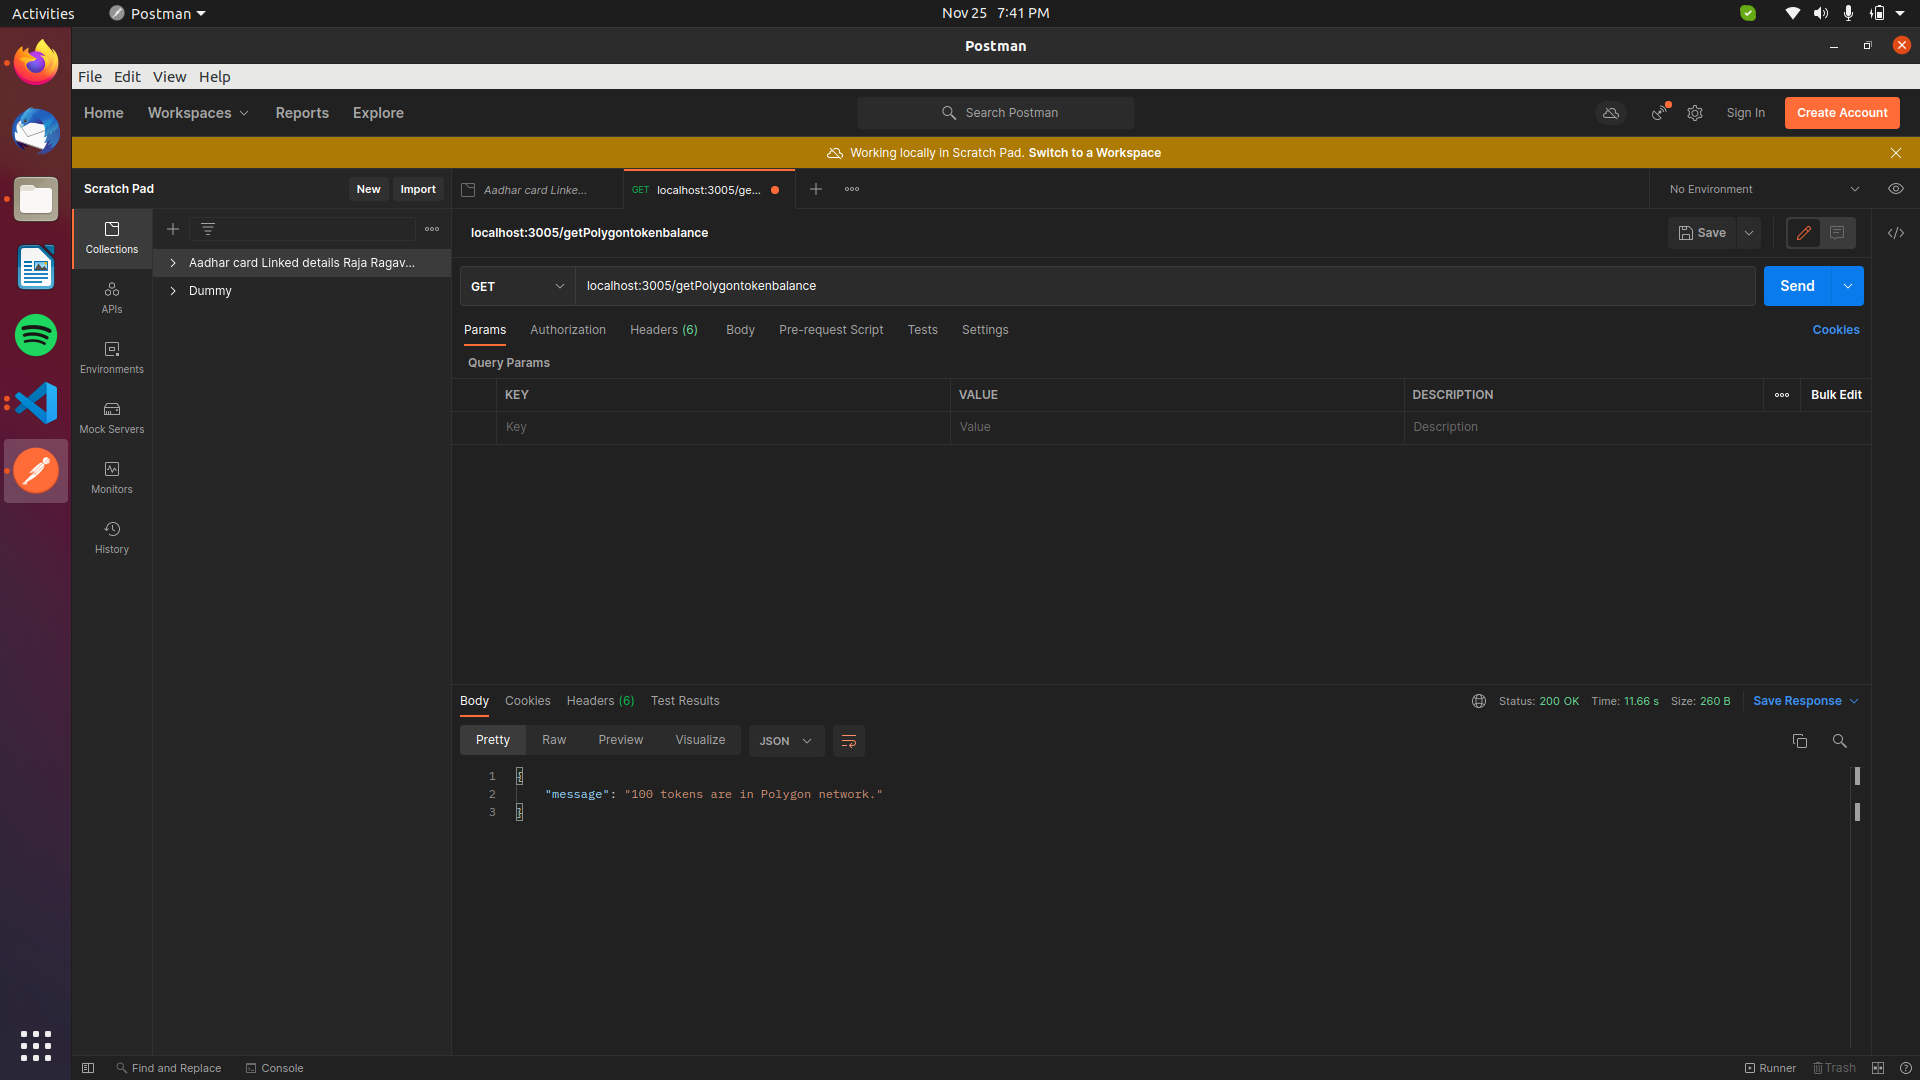 Activities
Postman
Nov 25 7:41 PM
Postman
File Edit View Help
Home Workspaces Reports Explore
Search Postman
Sign In
Create Account
Working locally in Scratch Pad. Switch to a Workspace
Scratch Pad
New
Import
Aadhar card Linke...
GET localhost:3005/ge...
No Environment
Collections
APIs
Environments
Mock Servers
Monitors
History
Aadhar card Linked details Raja Ragav...
Dummy
localhost:3005/getPolygontokenbalance
Save
GET
localhost:3005/getPolygontokenbalance
Send
Params Authorization Headers (6) Body Pre-request Script Tests Settings
Cookies
Query Params
KEY VALUE DESCRIPTION
Bulk Edit
Key Value Description
Body Cookies Headers (6) Test Results
Status: 200 OK Time: 11.66 s Size: 260 B
Save Response
Pretty Raw Preview Visualize
JSON
1 {
2 "message": "100 tokens are in Polygon network."
3 }
Find and Replace
Console
Runner
Trash